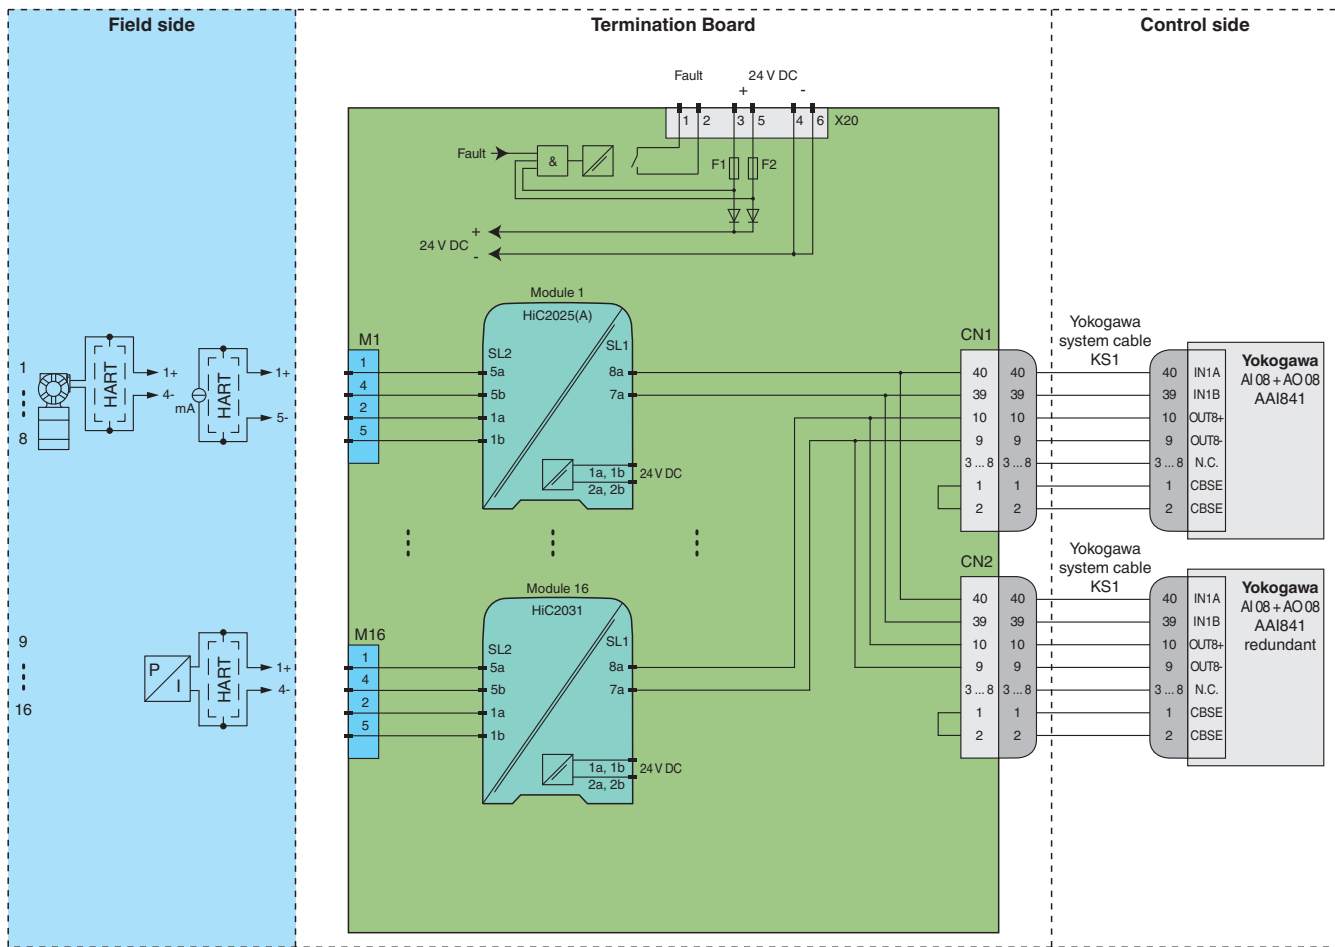 Field side
Termination Board
Control side
Fault
24 V DC
+
-
1
2
3
5
4
6
X20
Fault
&
F1
F2
+
24 V DC
-
Module 1
HiC2025(A)
M1
SL2
SL1
1
5a
8a
4
5b
7a
2
1a
5
1b
1a, 1b
24 V DC
2a, 2b
1
8
HART
1+
4-
mA
HART
1+
5-
CN1
Yokogawa
system cable
KS1
40 40 40 IN1A
39 39 39 IN1B
10 10 10 OUT8+
9 9 9 OUT8-
3 ... 8 3 ... 8 3 ... 8 N.C.
1 1 1 CBSE
2 2 2 CBSE
Yokogawa
AI 08 + AO 08
AAI841
Module 16
HiC2031
M16
SL2
SL1
1
5a
8a
4
5b
7a
2
1a
5
1b
1a, 1b
24 V DC
2a, 2b
9
16
P
I
HART
1+
4-
CN2
Yokogawa
system cable
KS1
40 40 40 IN1A
39 39 39 IN1B
10 10 10 OUT8+
9 9 9 OUT8-
3 ... 8 3 ... 8 3 ... 8 N.C.
1 1 1 CBSE
2 2 2 CBSE
Yokogawa
AI 08 + AO 08
AAI841
redundant